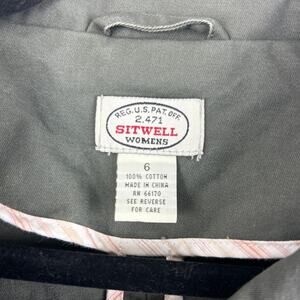 REG. U.S. PAT. OFF.
2,471
SITWELL
WOMENS
6
100% COTTON
MADE IN CHINA
RN 66170
SEE REVERSE
FOR CARE